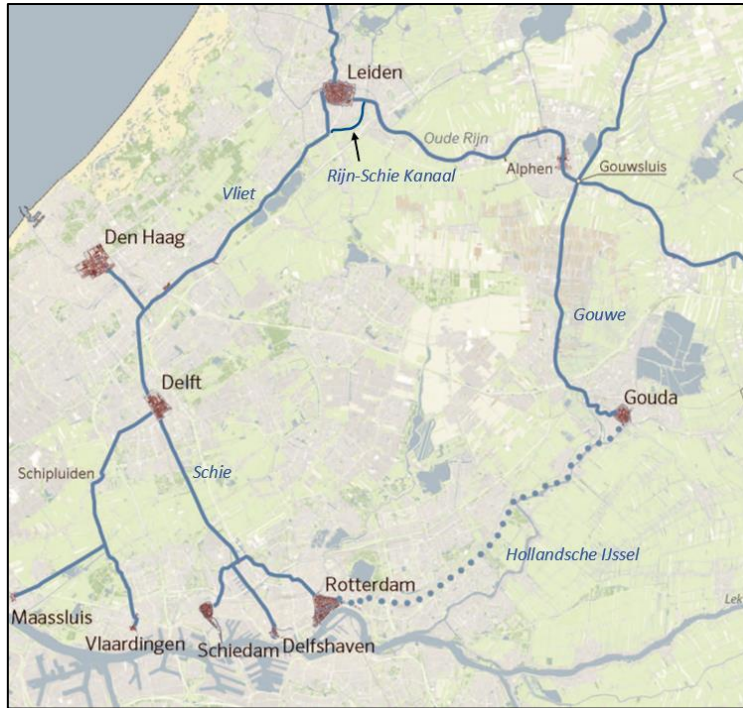 Leiden
Oude Rijn
Alphen
Gouwsluis
Rijn-Schie Kanaal
Vliet
Den Haag
Gouwe
Delft
Gouda
Schipluiden
Schie
Hollandsche IJssel
Rotterdam
Lek
Maassluis
Vlaardingen
Schiedam
Delfshaven